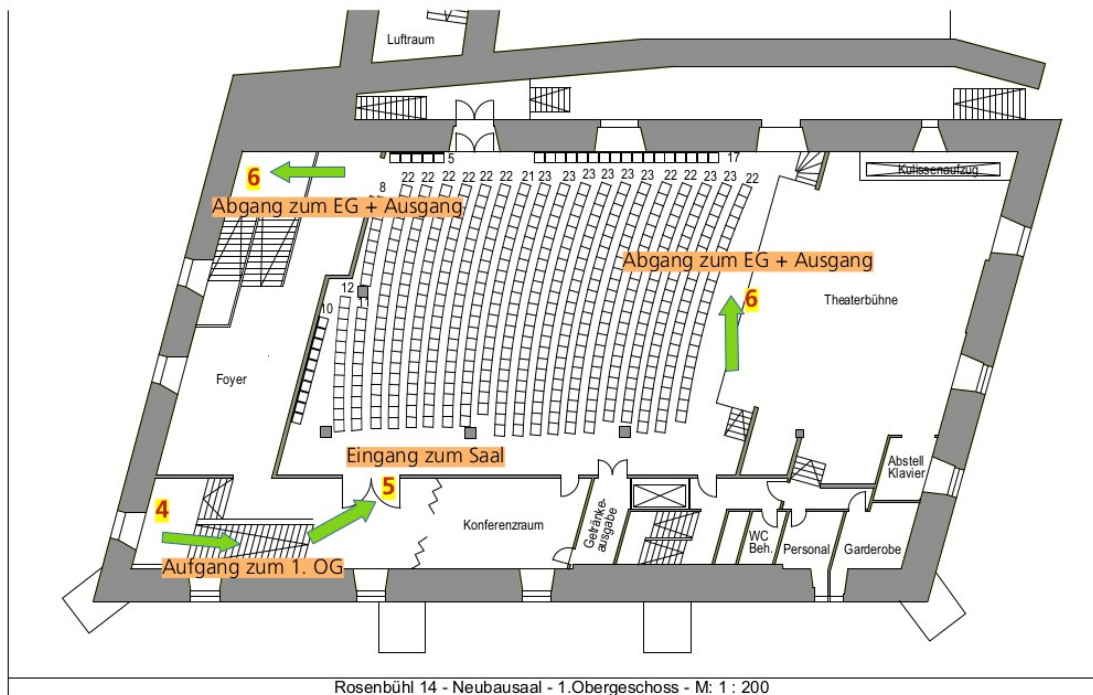 Luftraum
5
17
6
Kulissenaufzug
8
22 22 22 22 22 22 21 23 23 23 23 23 23 22 22 23 23 22
Abgang zum EG + Ausgang
Abgang zum EG + Ausgang
12
11
6
Theaterbühne
10
Foyer
Eingang zum Saal
5
Abstell
Klavier
4
Konferenzraum
Getränke-
ausgabe
WC
Beh.
Personal
Garderobe
Aufgang zum 1. OG
Rosenbühl 14 - Neubausaal - 1.Obergeschoss - M: 1 : 200